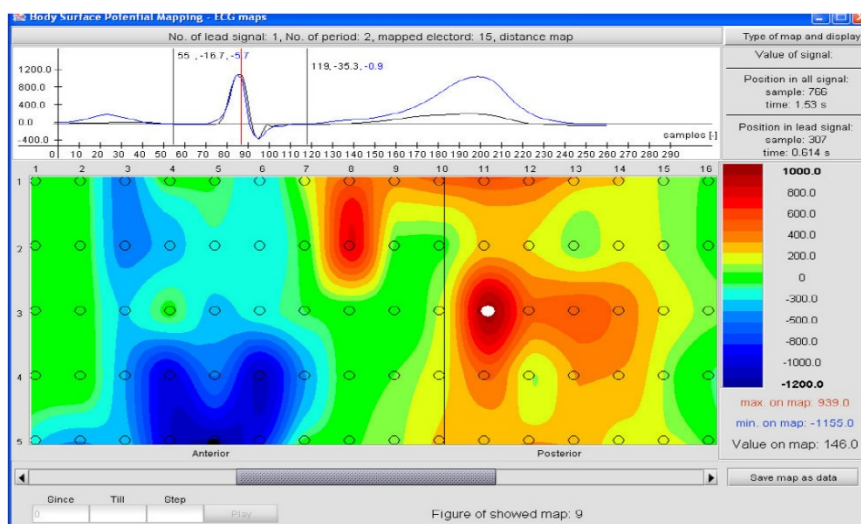 Body Surface Potential Mapping - ECG maps
No. of lead signal: 1, No. of period: 2, mapped electord: 15, distance map
Type of map and display
55 , -16.7, -5.7
119, -35.3, -0.9
1200.0
800.0
400.0
0.0
-400.0
samples [-]
0 10 20 30 40 50 60 70 80 90 100 110 120 130 140 150 160 170 180 190 200 210 220 230 240 250 260 270 280 290
Value of signal:
Position in all signal:
sample: 766
time: 1.53 s
Position in lead signal:
sample: 307
time: 0.614 s
1 2 3 4 5 6 7 8 9 10 11 12 13 14 15 16
1
2
3
4
5
Anterior
Posterior
1000.0
800.0
600.0
400.0
200.0
0
-300.0
-500.0
-800.0
-1000.0
-1200.0
max. on map: 939.0
min. on map: -1155.0
Value on map: 146.0
Save map as data
Since
Till
Step
0
Play
Figure of showed map: 9